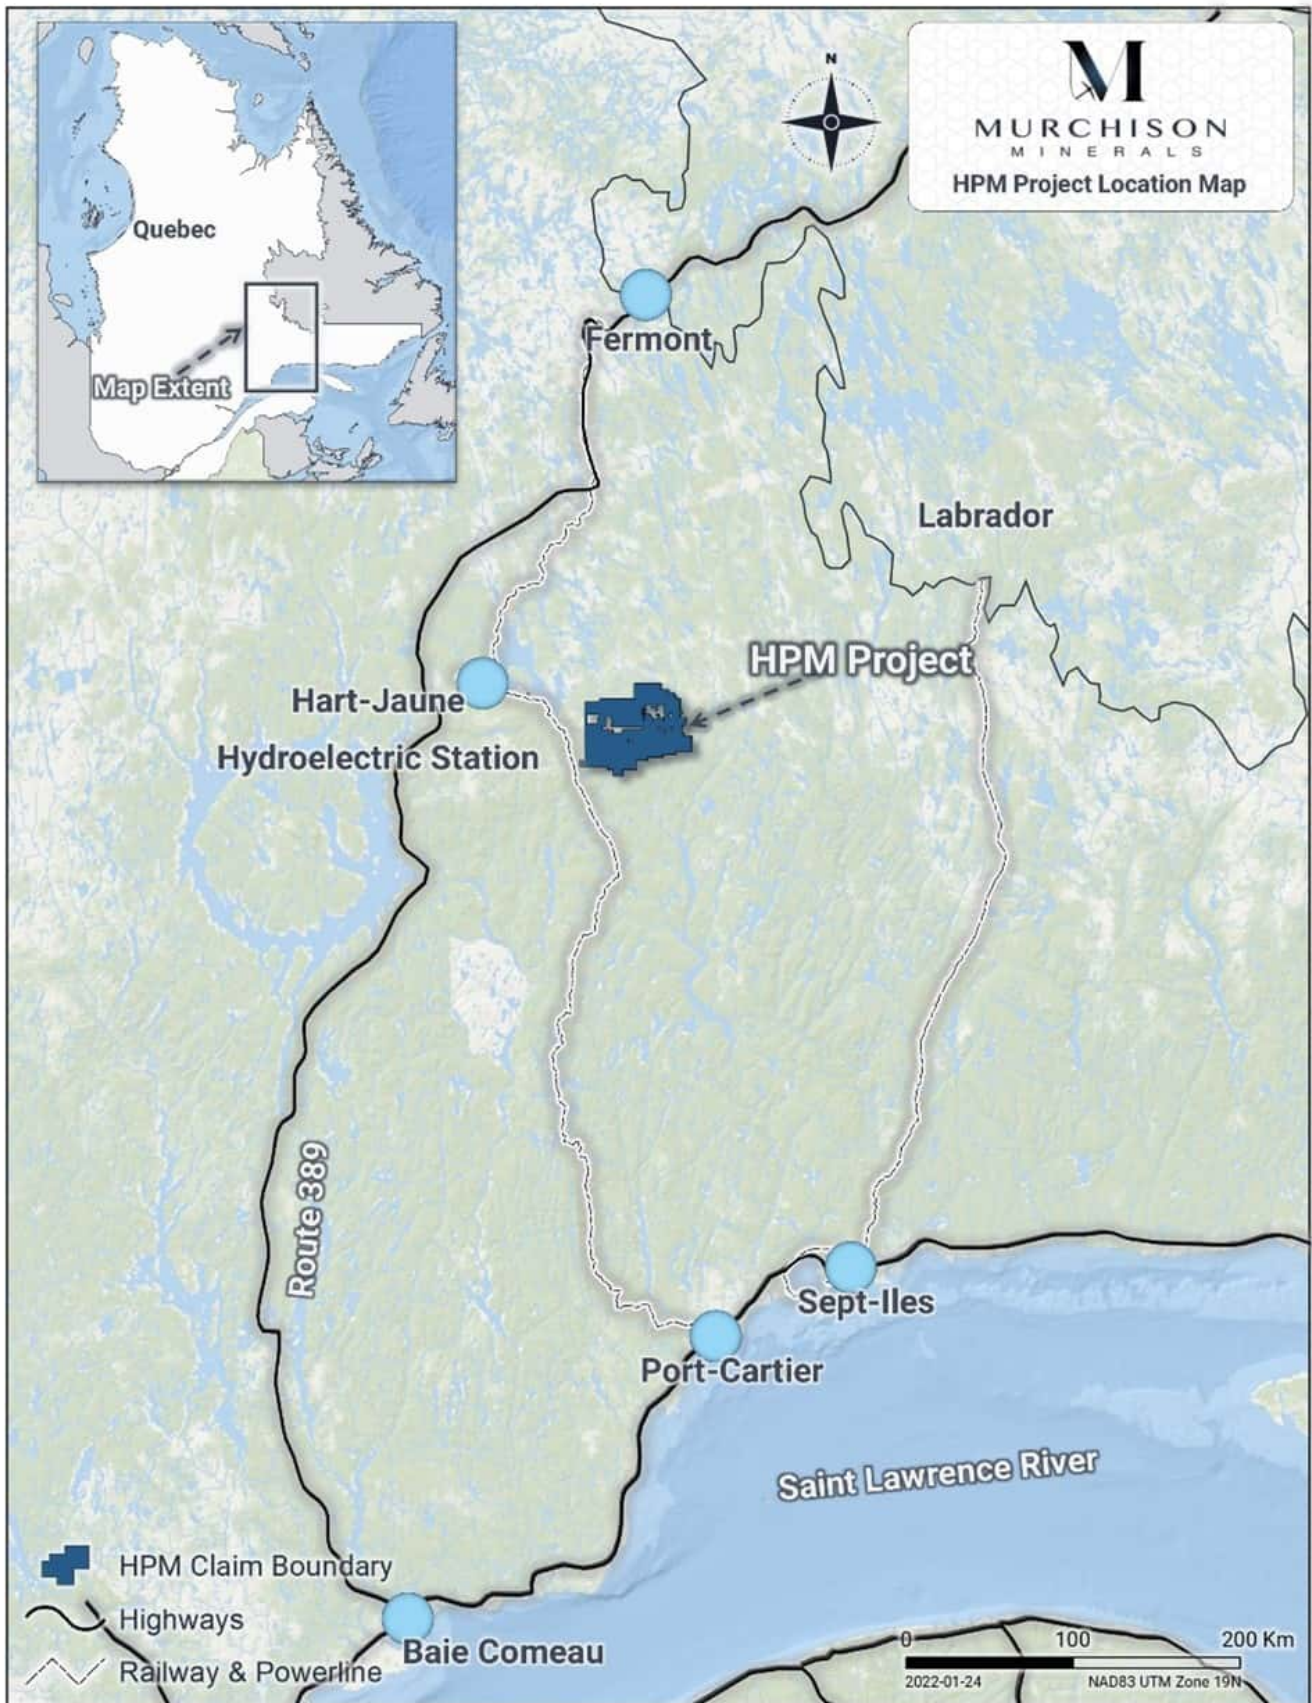 N
MURCHISON
MINERALS
HPM Project Location Map
Quebec
Map Extent
Fermont
Labrador
HPM Project
Hart-Jaune
Hydroelectric Station
Route 389
Sept-Iles
Port-Cartier
Saint Lawrence River
HPM Claim Boundary
Highways
Railway & Powerline
Baie Comeau
0 100 200 Km
2022-01-24 NAD83 UTM Zone 19N